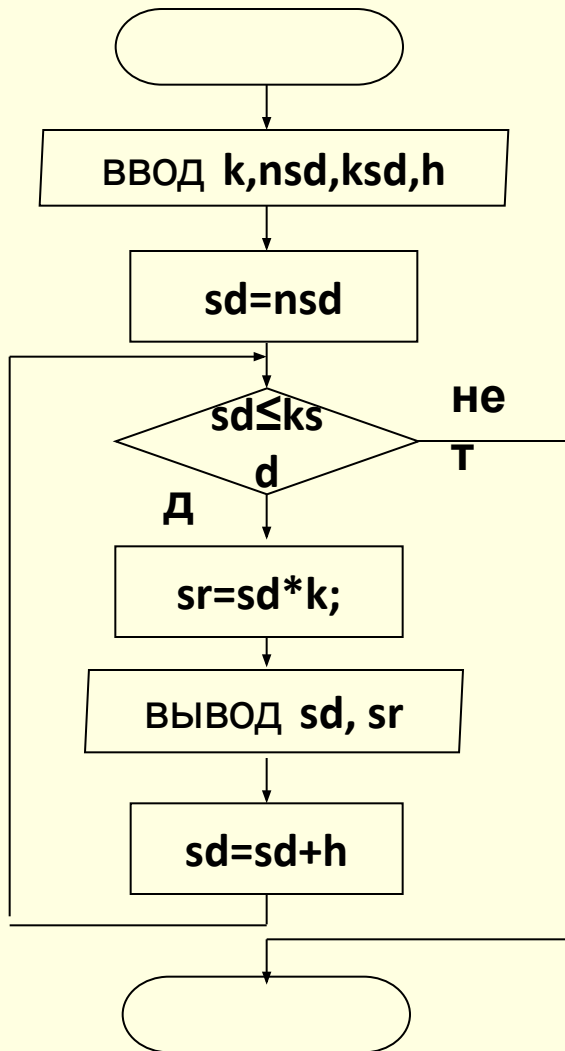 ввод k,nsd,ksd,h
sd=nsd
sd≤ks
d
не
т
д
sr=sd*k;
вывод sd, sr
sd=sd+h